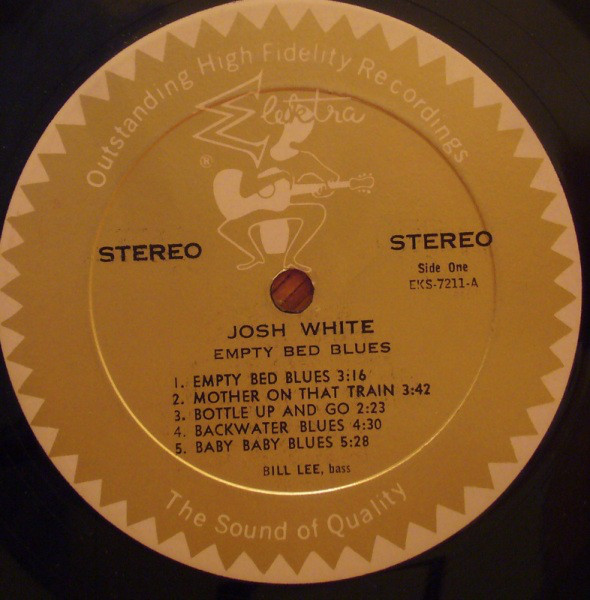 Outstanding High Fidelity Recordings
Elektra
®
STEREO
STEREO
Side One
EKS-7211-A
JOSH WHITE
EMPTY BED BLUES
1. EMPTY BED BLUES 3:16
2. MOTHER ON THAT TRAIN 3:42
3. BOTTLE UP AND GO 2:23
4. BACKWATER BLUES 4:30
5. BABY BABY BLUES 5:28
BILL LEE, bass
The Sound of Quality